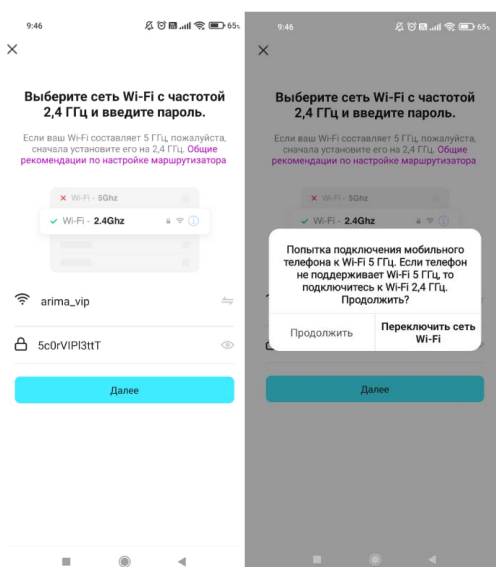 9:46
65%
Выберите сеть Wi-Fi с частотой
2,4 ГГц и введите пароль.
Если ваш Wi-Fi составляет 5 ГГц, пожалуйста,
сначала установите его на 2,4 ГГц. Общие
рекомендации по настройке маршрутизатора
Wi-Fi - 5Ghz
Wi-Fi - 2.4Ghz
arima_vip
5c0rVIPl3ttT
Далее
9:46
65%
Выберите сеть Wi-Fi с частотой
2,4 ГГц и введите пароль.
Если ваш Wi-Fi составляет 5 ГГц, пожалуйста,
сначала установите его на 2,4 ГГц. Общие
рекомендации по настройке маршрутизатора
Wi-Fi - 5Ghz
Wi-Fi - 2.4Ghz
Попытка подключения мобильного
телефона к Wi-Fi 5 ГГц. Если телефон
не поддерживает Wi-Fi 5 ГГц, то
подключитесь к Wi-Fi 2,4 ГГц.
Продолжить?
Продолжить
Переключить сеть
Wi-Fi
Далее